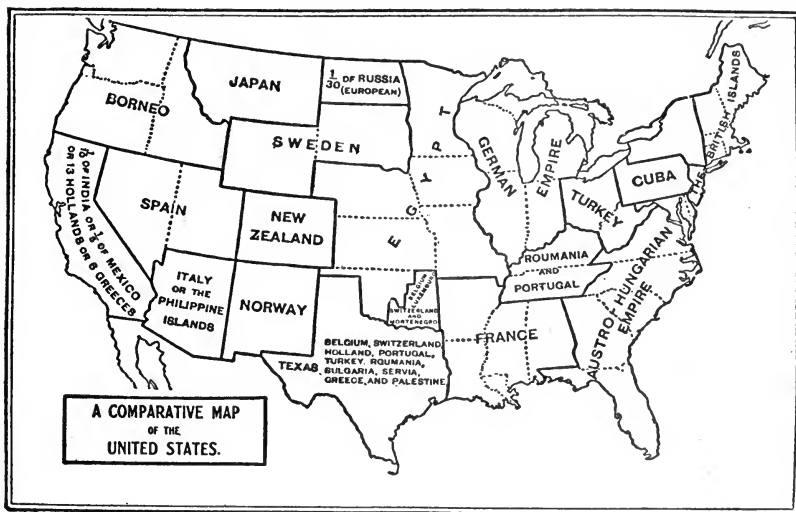 JAPAN
1/30 OF RUSSIA
(EUROPEAN)
BORNEO
SWEDEN
EGYPT
GERMAN
EMPIRE
THE BRITISH ISLANDS
CUBA
TURKEY
1/16 OF INDIA OR 1/5 OF MEXICO
OR 13 HOLLANDS OR 6 GREECES
SPAIN
NEW
ZEALAND
ROUMANIA
AND
PORTUGAL
AUSTRO-HUNGARIAN
EMPIRE
ITALY
OR THE
PHILIPPINE
ISLANDS
NORWAY
BELGIUM
LUXEMBURG
SWITZERLAND
AND
MONTENEGRO
FRANCE
TEXAS
BELGIUM, SWITZERLAND,
HOLLAND, PORTUGAL,
TURKEY, ROUMANIA,
BULGARIA, SERVIA,
GREECE, AND PALESTINE
A COMPARATIVE MAP
OF THE
UNITED STATES.